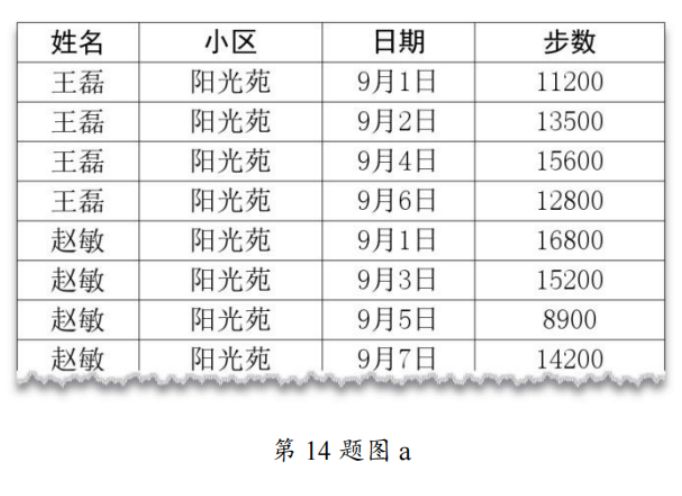 姓名 小区 日期 步数
王磊 阳光苑 9月1日 11200
王磊 阳光苑 9月2日 13500
王磊 阳光苑 9月4日 15600
王磊 阳光苑 9月6日 12800
赵敏 阳光苑 9月1日 16800
赵敏 阳光苑 9月3日 15200
赵敏 阳光苑 9月5日 8900
赵敏 阳光苑 9月7日 14200
第 14 题图 a